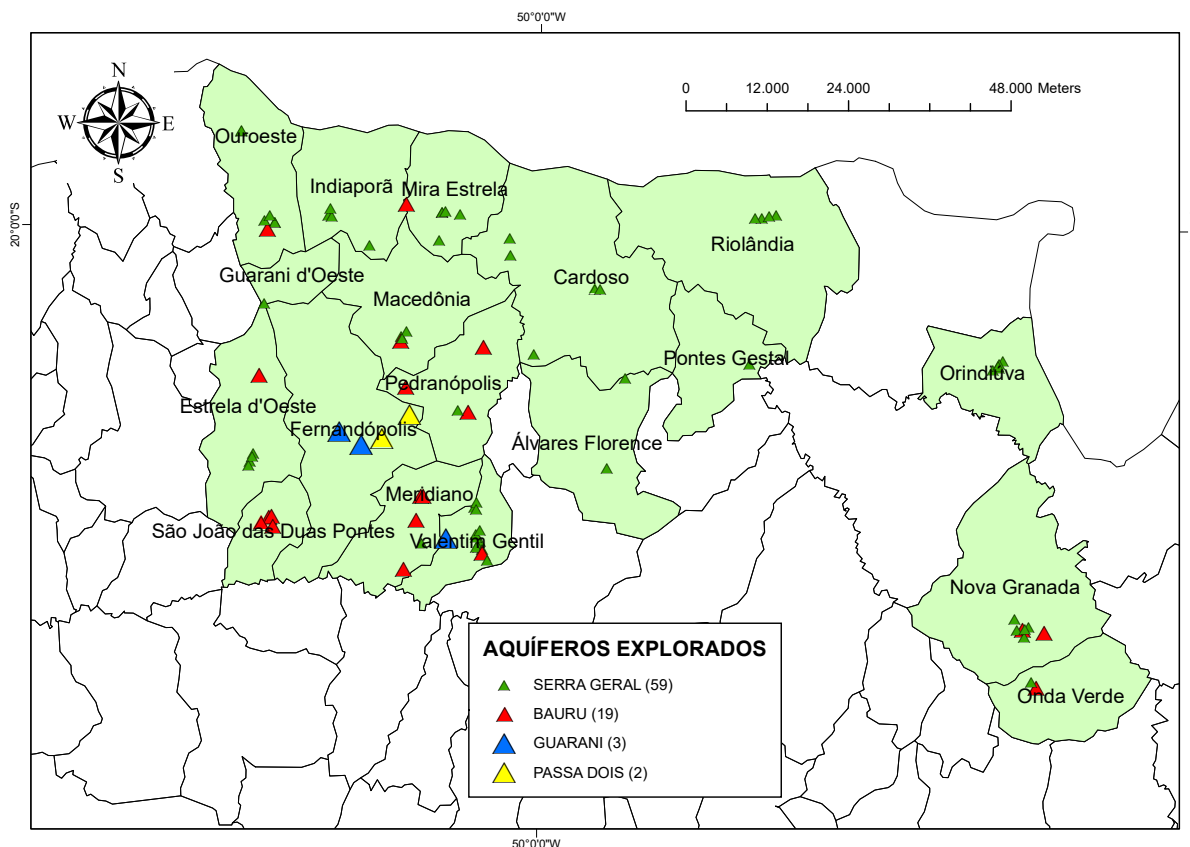 50°0'0"W
N
W
E
S
0
12.000
24.000
48.000 Meters
20°0'0"S
Ouroeste
Indiaporã
Mira Estrela
Riolândia
Guarani d'Oeste
Cardoso
Macedônia
Pontes Gestal
Orindiúva
Pedranópolis
Estrela d'Oeste
Fernandópolis
Álvares Florence
Meridiano
São João das Duas Pontes
Valentim Gentil
Nova Granada
Onda Verde
AQUÍFEROS EXPLORADOS
SERRA GERAL (59)
BAURU (19)
GUARANI (3)
PASSA DOIS (2)
50°0'0"W